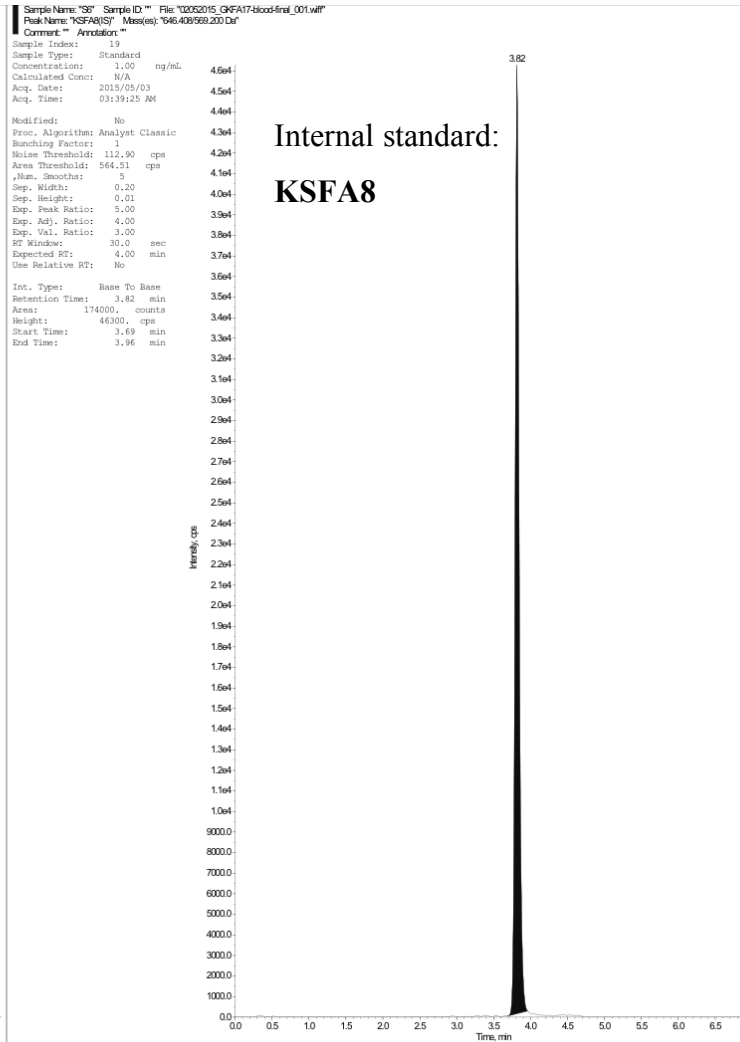 Sample Name: "S6" Sample ID: "" File: "02052015_GKFA17-blood-final_001.wiff"
Peak Name: "KSFA8(IS)" Mass(es): "646.408/569.200 Da"
Comment: "" Annotation: ""
Sample Index: 19
Sample Type: Standard
Concentration: 1.00 ng/mL
Calculated Conc: N/A
Acq. Date: 2015/05/03
Acq. Time: 03:39:25 AM
Modified: No
Proc. Algorithm: Analyst Classic
Bunching Factor: 1
Noise Threshold: 112.90 cps
Area Threshold: 564.51 cps
,Num. Smooths: 5
Sep. Width: 0.20
Sep. Height: 0.01
Exp. Peak Ratio: 5.00
Exp. Adj. Ratio: 4.00
Exp. Val. Ratio: 3.00
RT Window: 30.0 sec
Expected RT: 4.00 min
Use Relative RT: No
Int. Type: Base To Base
Retention Time: 3.82 min
Area: 174000. counts
Height: 46300. cps
Start Time: 3.69 min
End Time: 3.96 min
Internal standard:
KSFA8
3.82
4.6e4
4.5e4
4.4e4
4.3e4
4.2e4
4.1e4
4.0e4
3.9e4
3.8e4
3.7e4
3.6e4
3.5e4
3.4e4
3.3e4
3.2e4
3.1e4
3.0e4
2.9e4
2.8e4
2.7e4
2.6e4
2.5e4
2.4e4
2.3e4
2.2e4
2.1e4
2.0e4
1.9e4
1.8e4
1.7e4
1.6e4
1.5e4
1.4e4
1.3e4
1.2e4
1.1e4
1.0e4
9000.0
8000.0
7000.0
6000.0
5000.0
4000.0
3000.0
2000.0
1000.0
0.0
Intensity, cps
0.0 0.5 1.0 1.5 2.0 2.5 3.0 3.5 4.0 4.5 5.0 5.5 6.0 6.5
Time, min